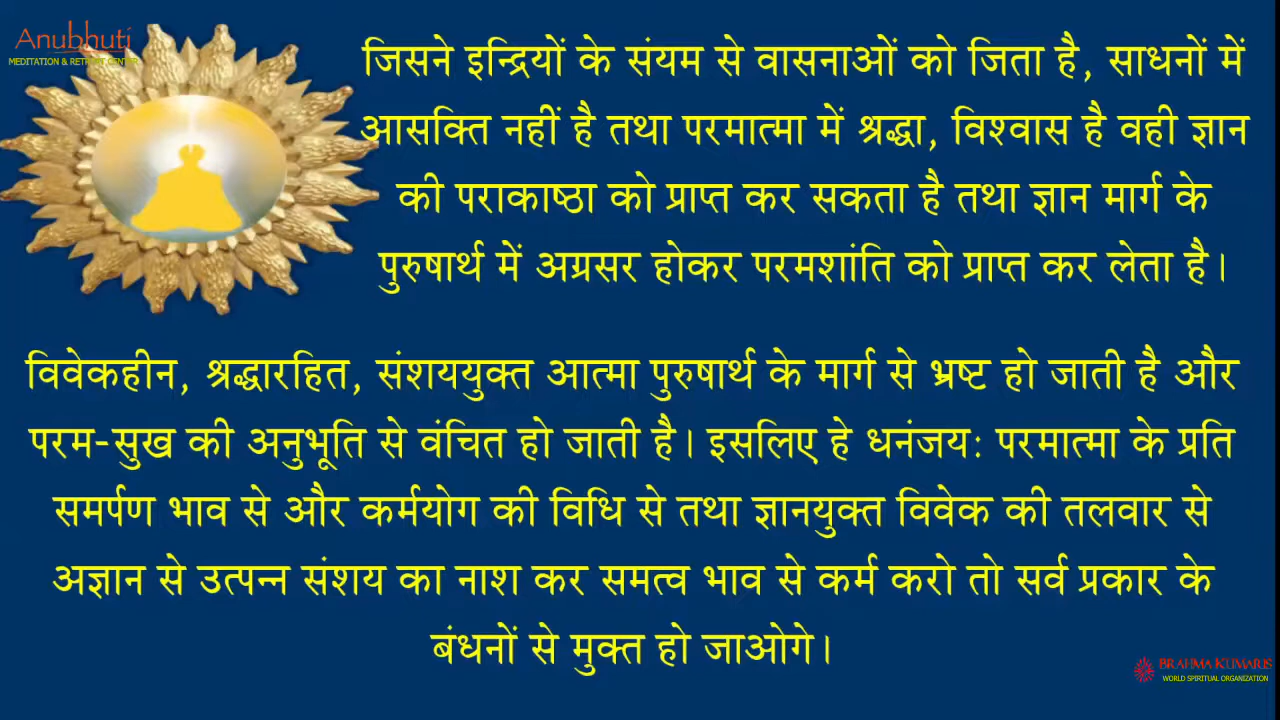 Anubhuti
MEDITATION & RETREAT CENTER
जिसने इन्द्रियों के संयम से वासनाओं को जिता है, साधनों में
आसक्ति नहीं है तथा परमात्मा में श्रद्धा, विश्वास है वही ज्ञान
की पराकाष्ठा को प्राप्त कर सकता है तथा ज्ञान मार्ग के
पुरुषार्थ में अग्रसर होकर परमशांति को प्राप्त कर लेता है।
विवेकहीन, श्रद्धारहित, संशययुक्त आत्मा पुरुषार्थ के मार्ग से भ्रष्ट हो जाती है और
परम-सुख की अनुभूति से वंचित हो जाती है। इसलिए हे धनंजयः परमात्मा के प्रति
समर्पण भाव से और कर्मयोग की विधि से तथा ज्ञानयुक्त विवेक की तलवार से
अज्ञान से उत्पन्न संशय का नाश कर समत्व भाव से कर्म करो तो सर्व प्रकार के
बंधनों से मुक्त हो जाओगे।
BRAHMA KUMARIS
WORLD SPIRITUAL ORGANIZATION